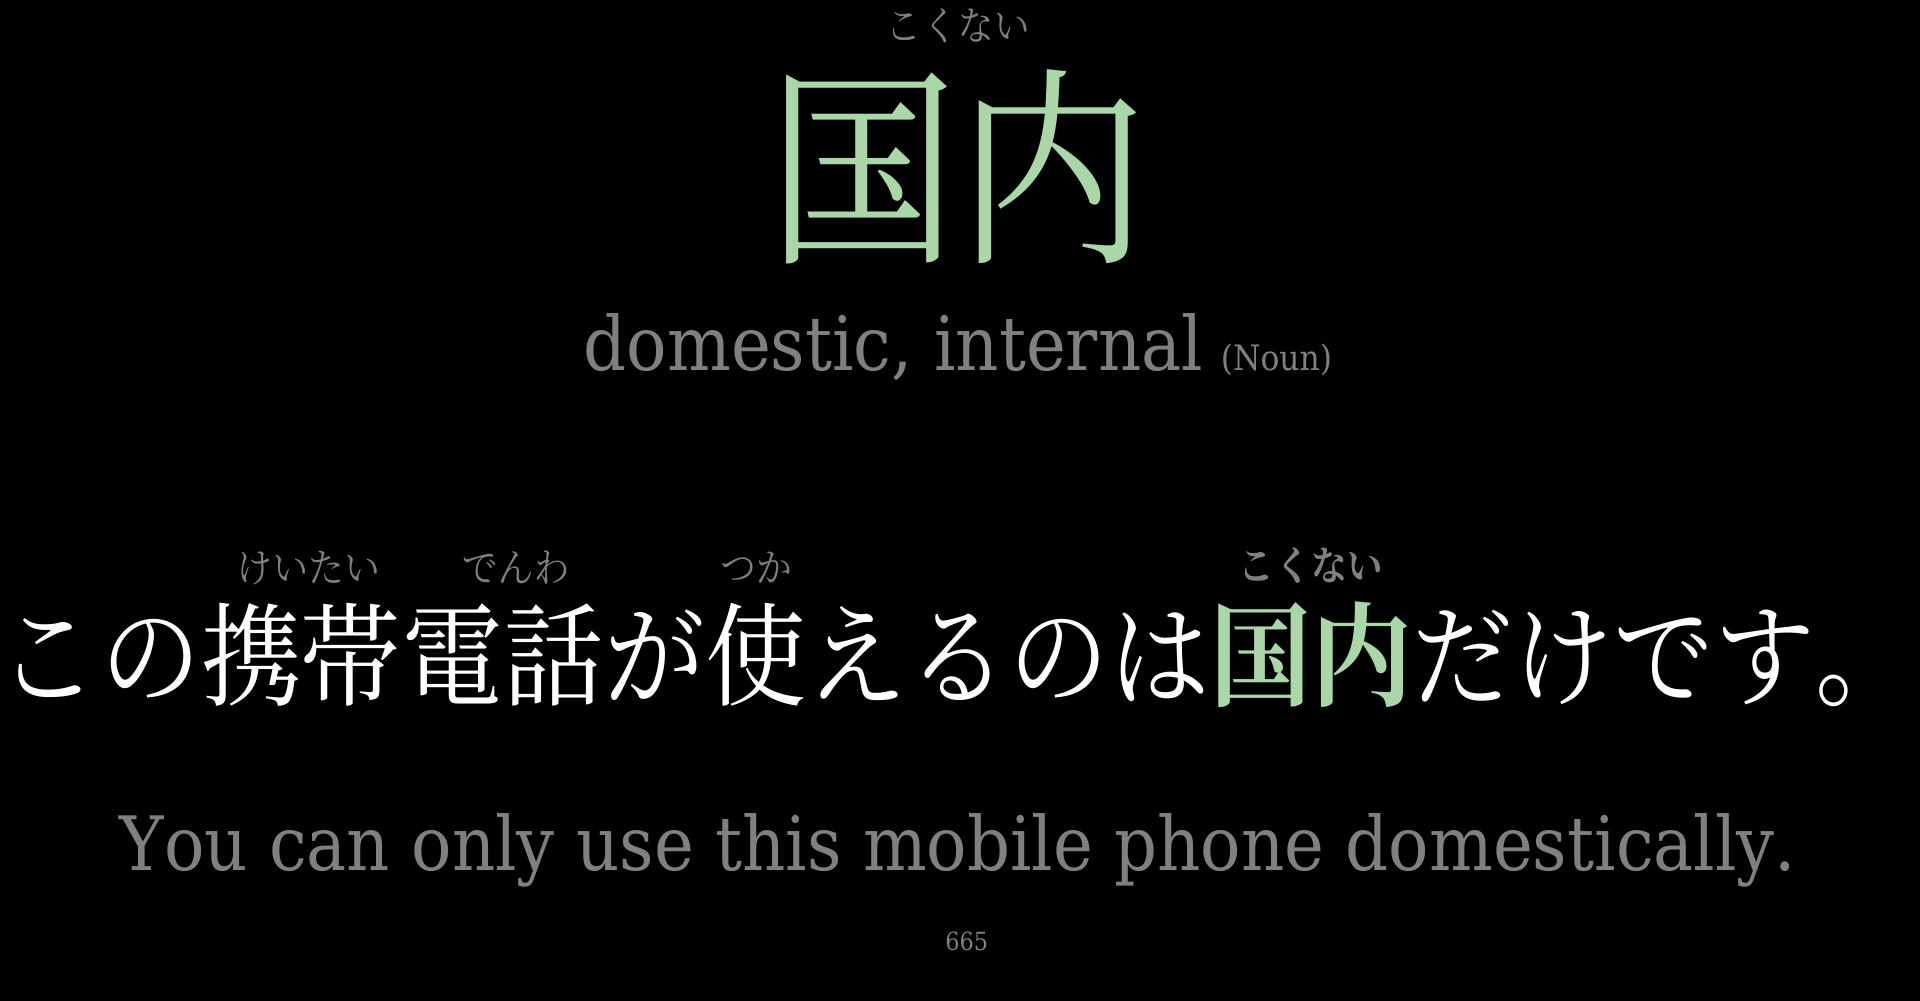 こくない
国内
domestic, internal (Noun)
けいたい でんわ つか こくない
この携帯電話が使えるのは国内だけです。
You can only use this mobile phone domestically.
665